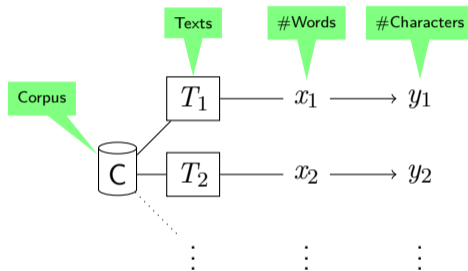 Texts #Words #Characters
Corpus
T₁ x₁ y₁
C T₂ x₂ y₂
⋮ ⋮ ⋮